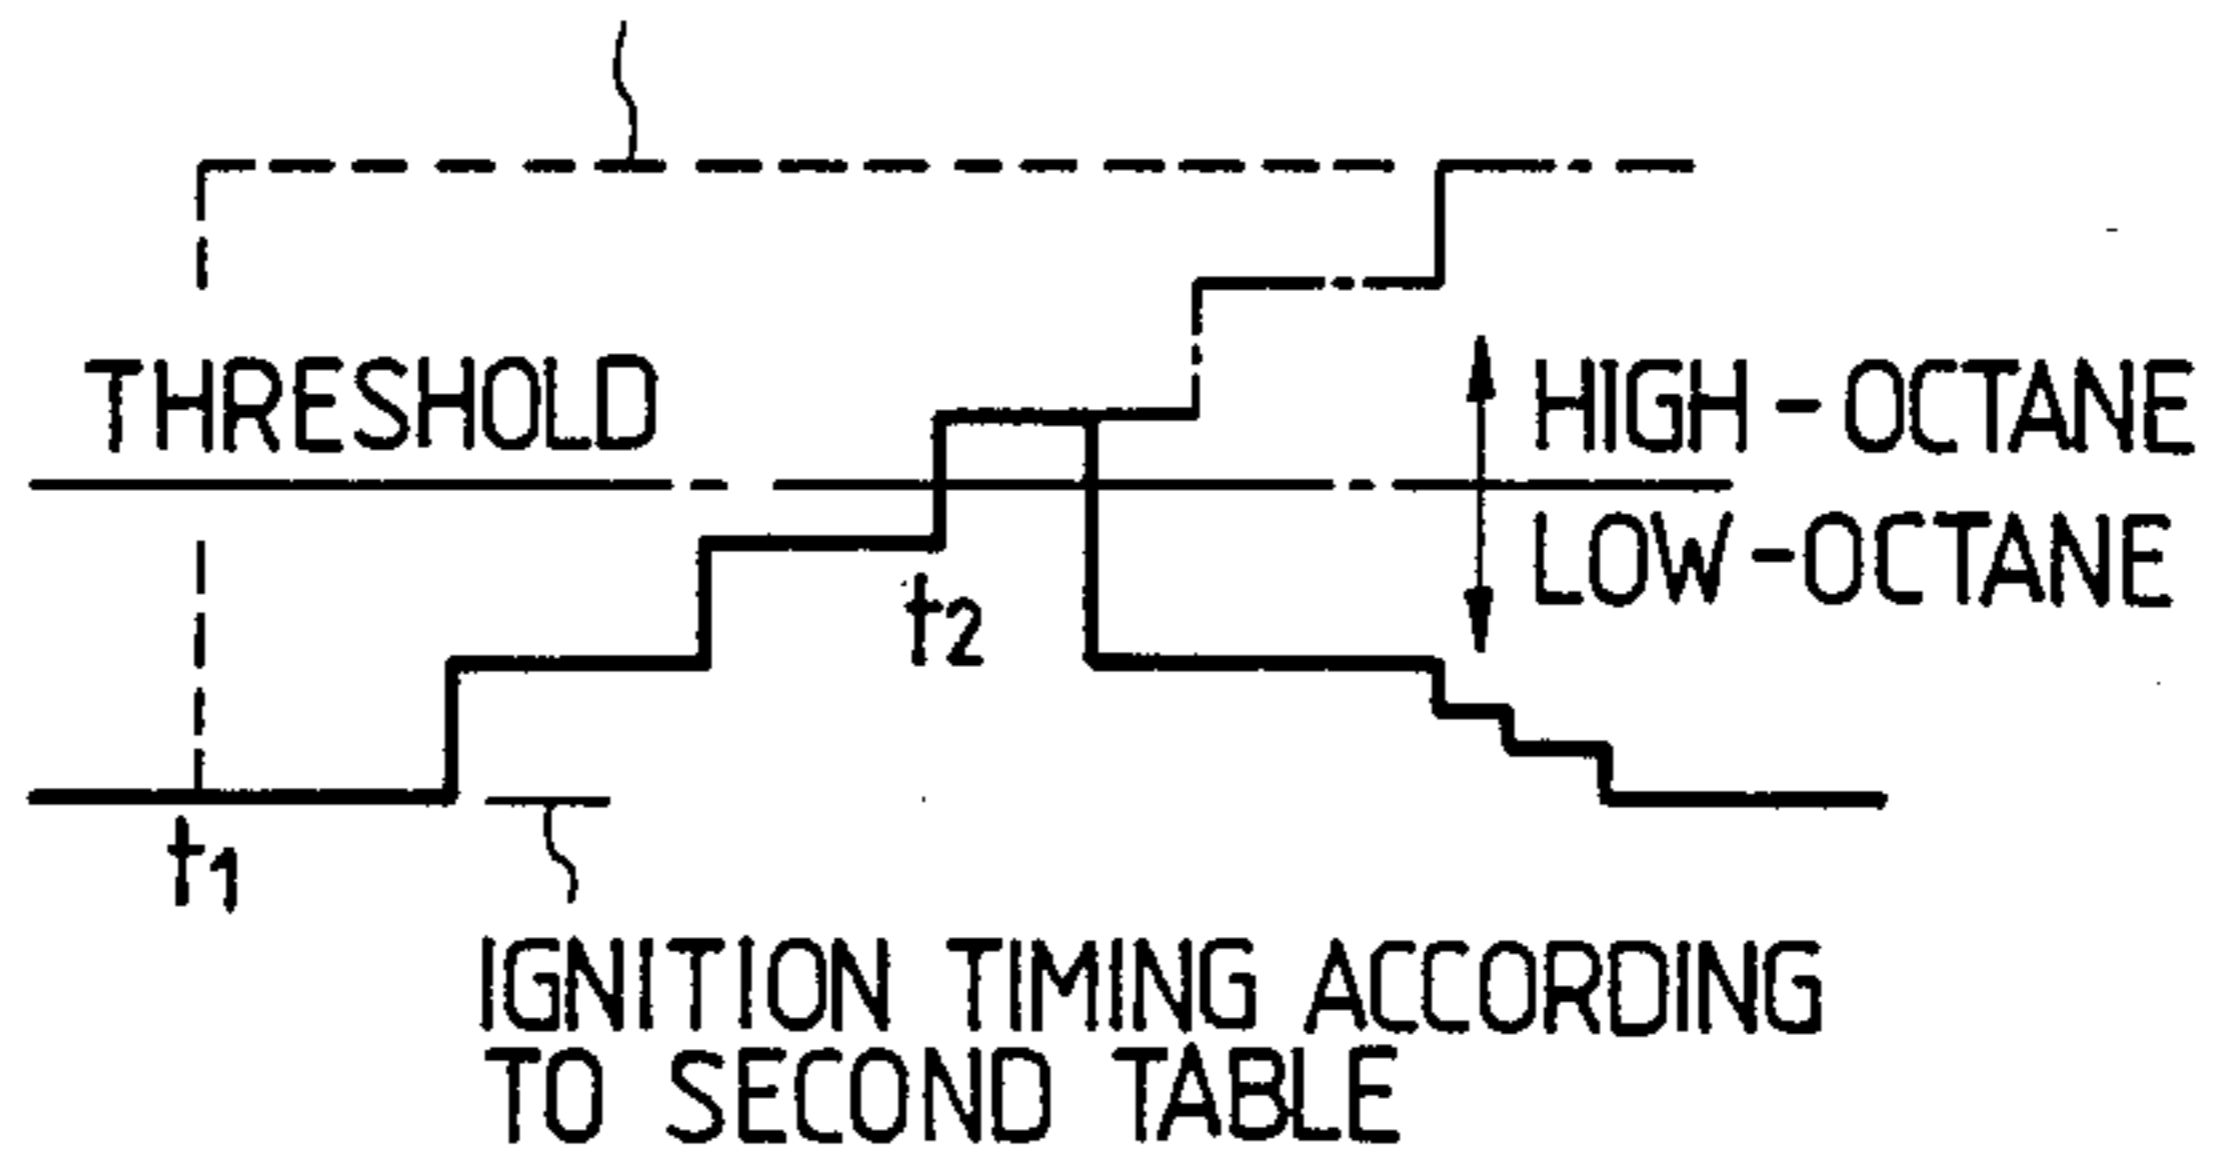 THRESHOLD
HIGH-OCTANE
LOW-OCTANE
t2
t1
IGNITION TIMING ACCORDING
TO SECOND TABLE